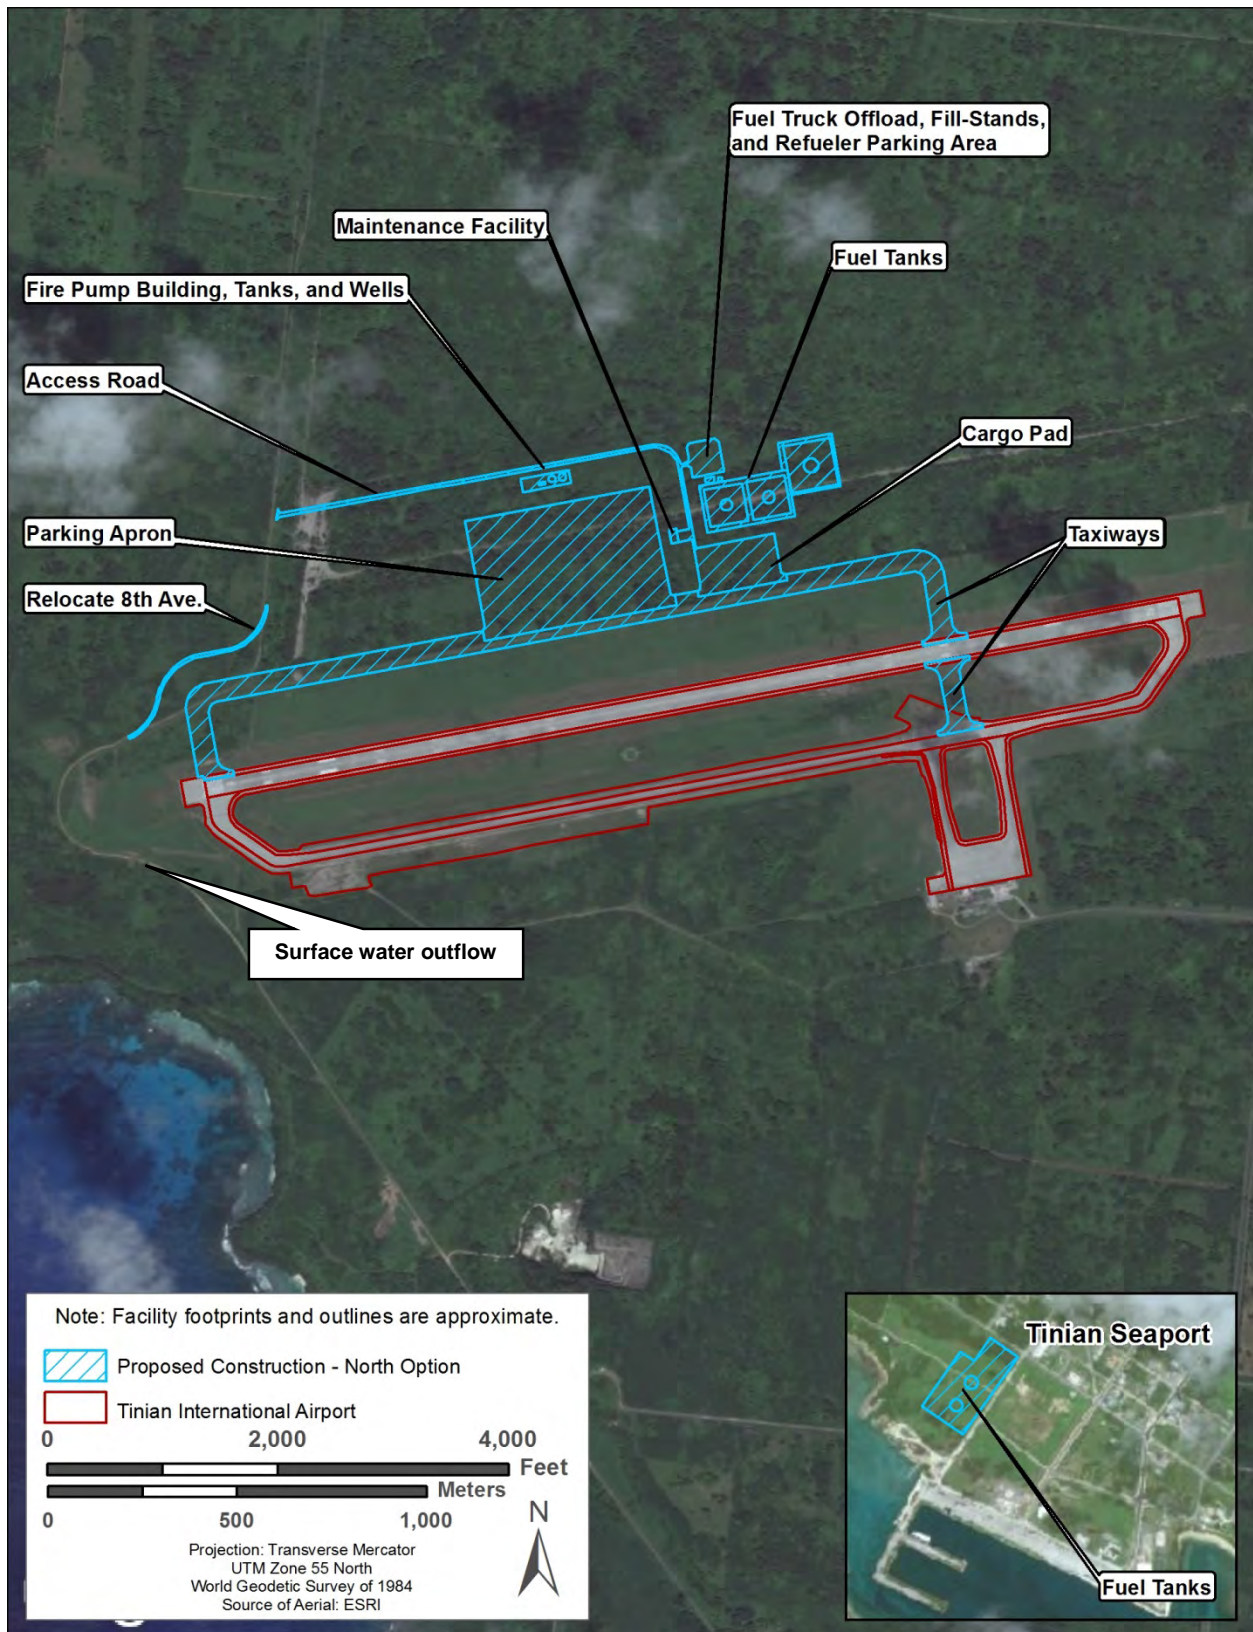 Fuel Truck Offload, Fill-Stands,
and Refueler Parking Area
Maintenance Facility
Fuel Tanks
Fire Pump Building, Tanks, and Wells
Access Road
Cargo Pad
Parking Apron
Taxiways
Relocate 8th Ave.
Surface water outflow
Note: Facility footprints and outlines are approximate.
Proposed Construction - North Option
Tinian International Airport
0 2,000 4,000
Feet
Meters
0 500 1,000
N
Projection: Transverse Mercator
UTM Zone 55 North
World Geodetic Survey of 1984
Source of Aerial: ESRI
Tinian Seaport
Fuel Tanks